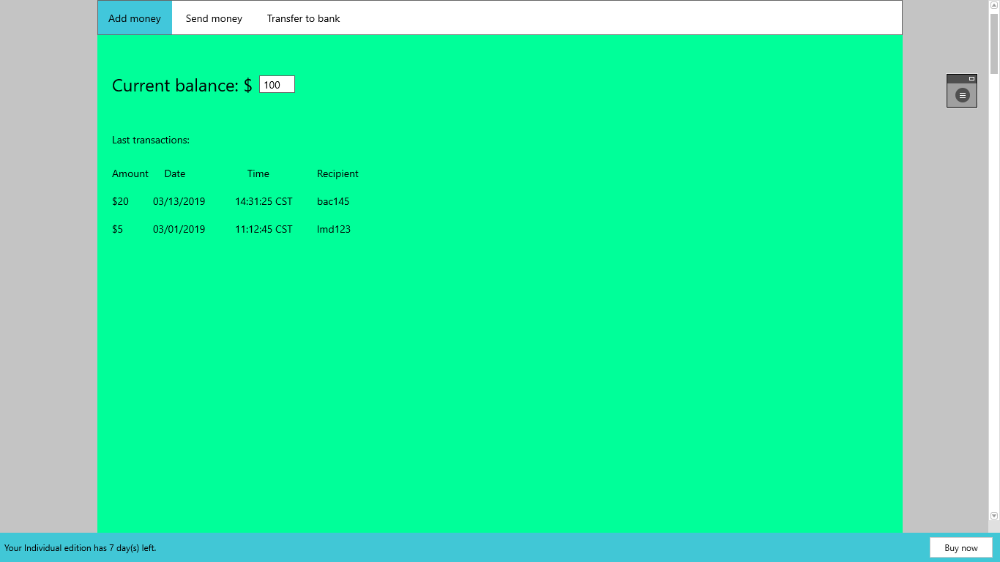 Add money Send money Transfer to bank
Current balance: $ 100
Last transactions:
Amount Date Time Recipient
$20 03/13/2019 14:31:25 CST bac145
$5 03/01/2019 11:12:45 CST lmd123
Your Individual edition has 7 day(s) left. Buy now